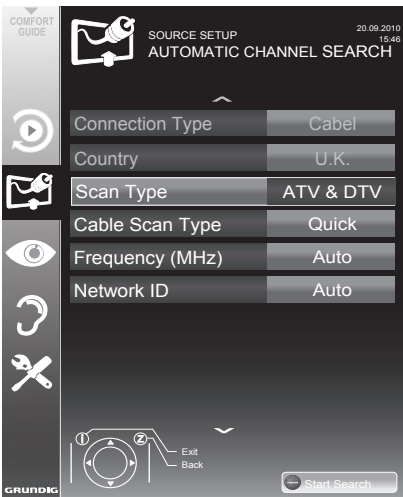 COMFORT
GUIDE
SOURCE SETUP
AUTOMATIC CHANNEL SEARCH
20.09.2010
15:46
Connection Type Cabel
Country U.K.
Scan Type ATV & DTV
Cable Scan Type Quick
Frequency (MHz) Auto
Network ID Auto
Z
Exit
Back
GRUNDIG
Start Search